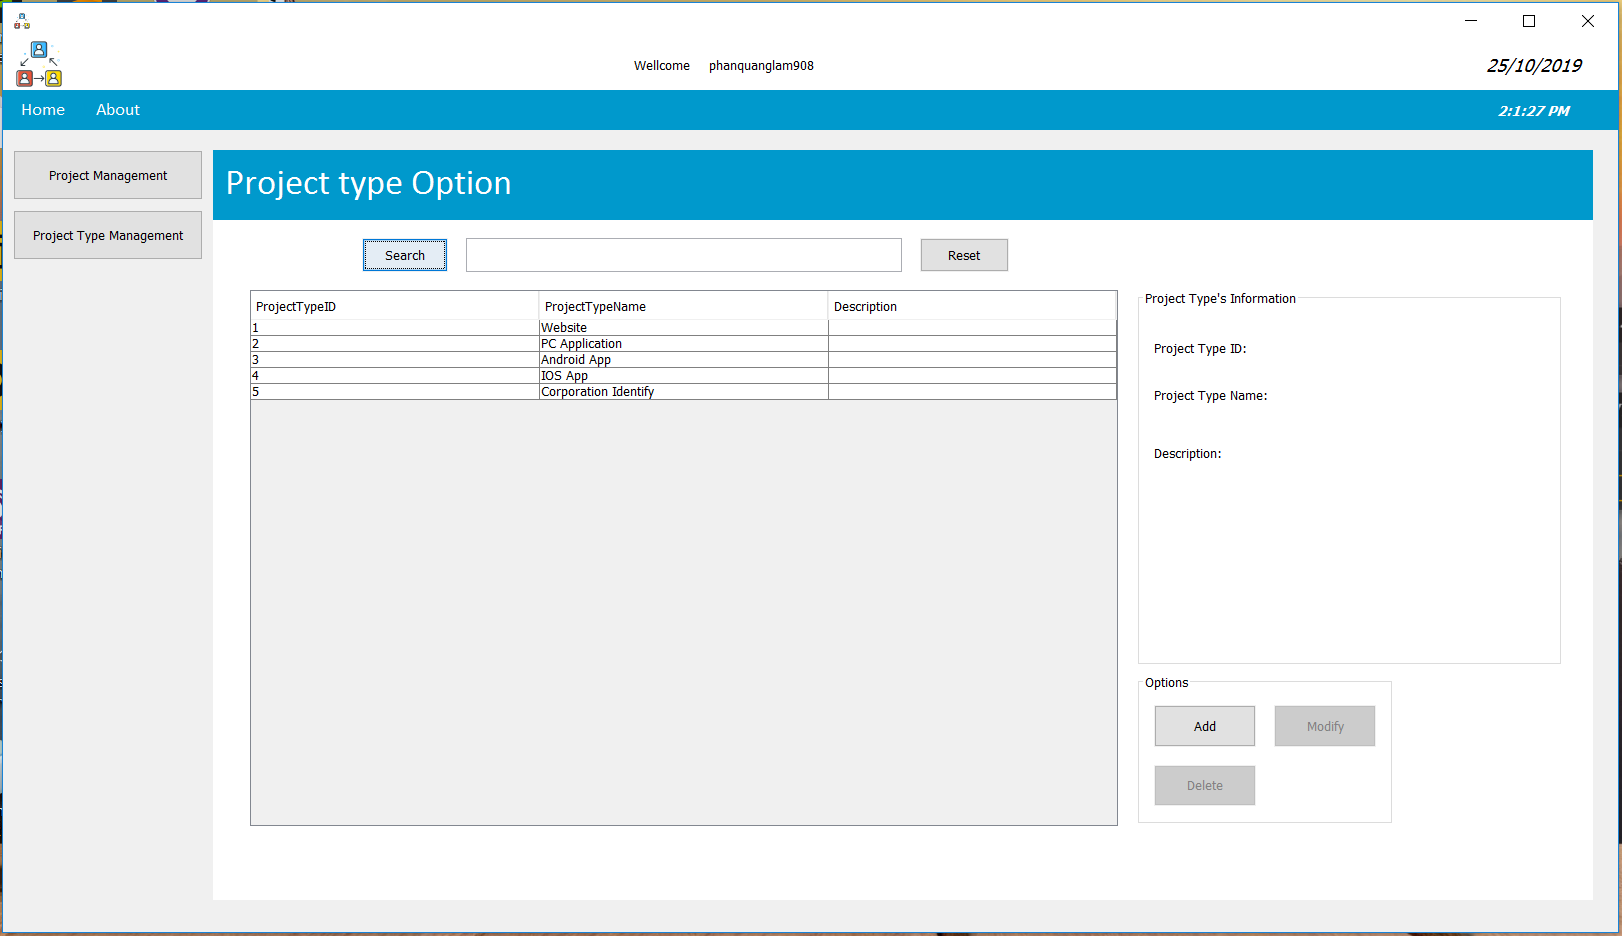 Wellcome phanquanglam908
25/10/2019
Home About
2:1:27 PM
Project Management
Project Type Management
Project type Option
Search
Reset
ProjectTypeID ProjectTypeName Description
1 Website
2 PC Application
3 Android App
4 IOS App
5 Corporation Identify
Project Type's Information
Project Type ID:
Project Type Name:
Description:
Options
Add Modify
Delete